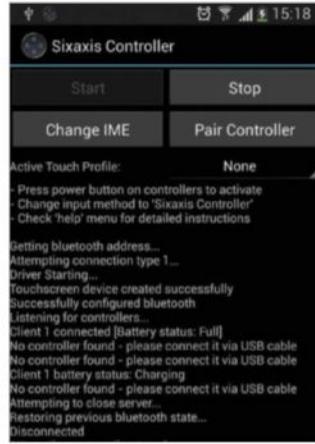 15:18
Sixaxis Controller
Start
Stop
Change IME
Pair Controller
Active Touch Profile:
None
- Press power button on controllers to activate
- Change input method to 'Sixaxis Controller'
- Check 'help' menu for detailed instructions
Getting bluetooth address...
Attempting connection type 1...
Driver Starting...
Touchscreen device created successfully
Successfully configured bluetooth
Listening for controllers...
Client 1 connected [Battery status: Full]
No controller found - please connect it via USB cable
No controller found - please connect it via USB cable
Client 1 battery status: Charging
No controller found - please connect it via USB cable
Attempting to close server...
Restoring previous bluetooth state...
Disconnected